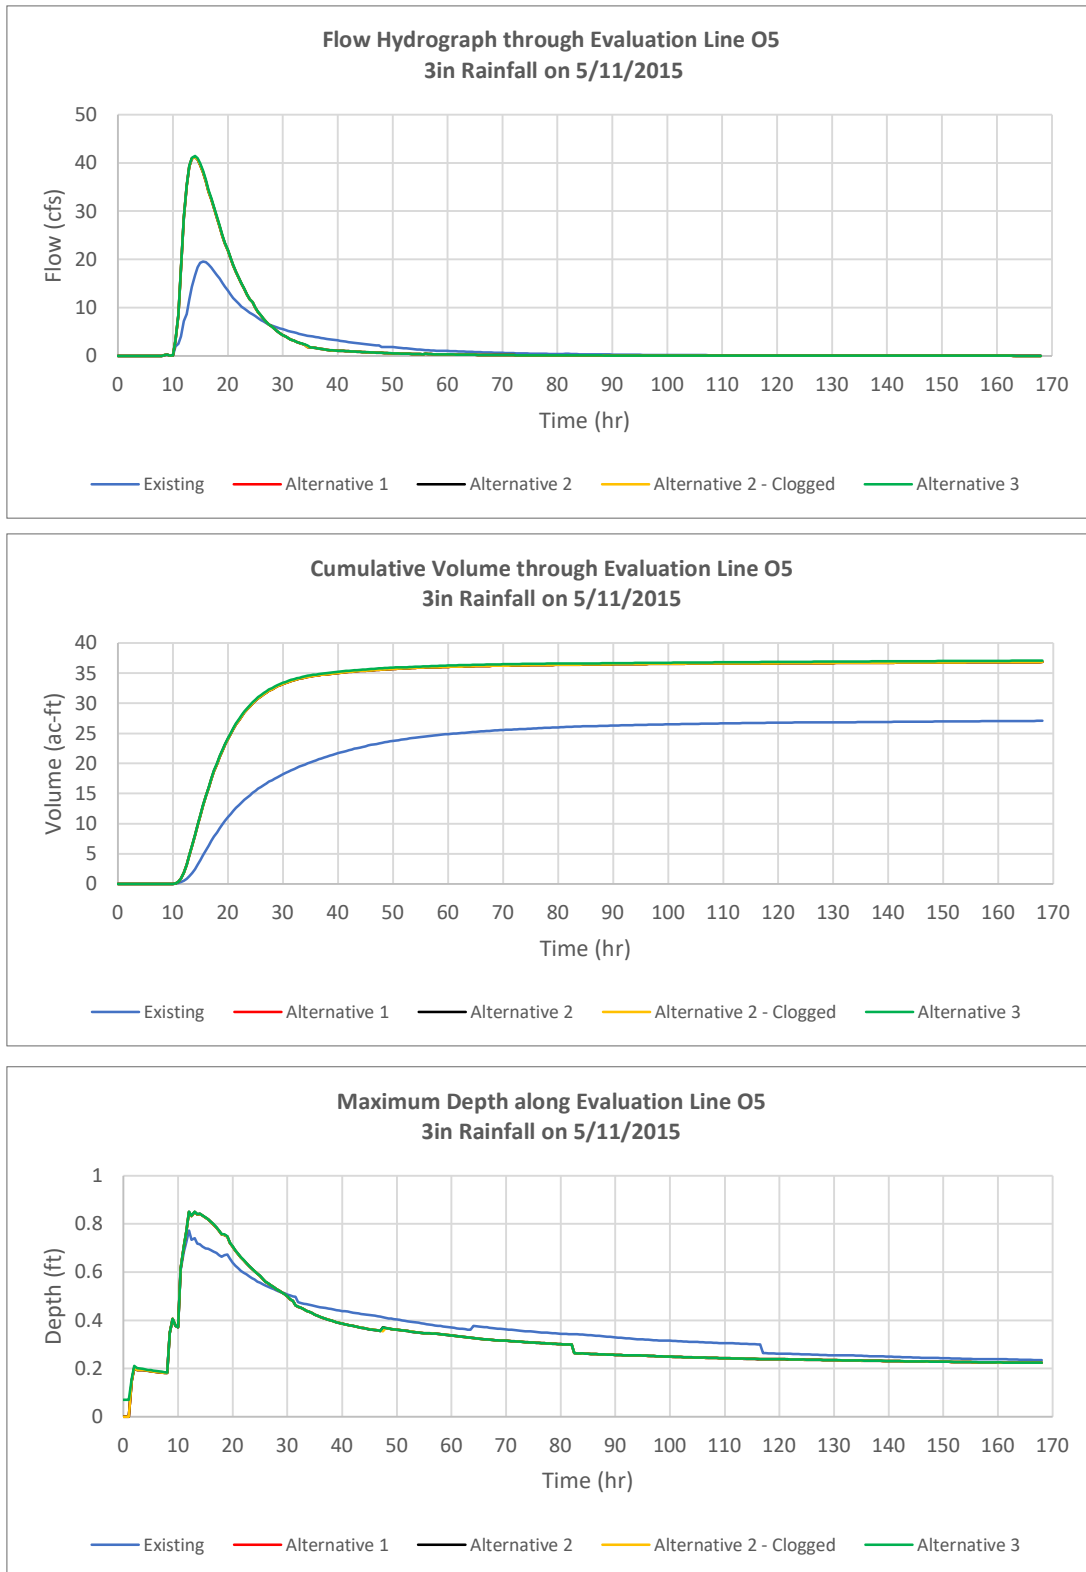 Flow Hydrograph through Evaluation Line O5
3in Rainfall on 5/11/2015
50
40
30
20
10
0
Flow (cfs)
0 10 20 30 40 50 60 70 80 90 100 110 120 130 140 150 160 170
Time (hr)
Existing Alternative 1 Alternative 2 Alternative 2 - Clogged Alternative 3
Cumulative Volume through Evaluation Line O5
3in Rainfall on 5/11/2015
40
35
30
25
20
15
10
5
0
Volume (ac-ft)
0 10 20 30 40 50 60 70 80 90 100 110 120 130 140 150 160 170
Time (hr)
Existing Alternative 1 Alternative 2 Alternative 2 - Clogged Alternative 3
Maximum Depth along Evaluation Line O5
3in Rainfall on 5/11/2015
1
0.8
0.6
0.4
0.2
0
Depth (ft)
0 10 20 30 40 50 60 70 80 90 100 110 120 130 140 150 160 170
Time (hr)
Existing Alternative 1 Alternative 2 Alternative 2 - Clogged Alternative 3